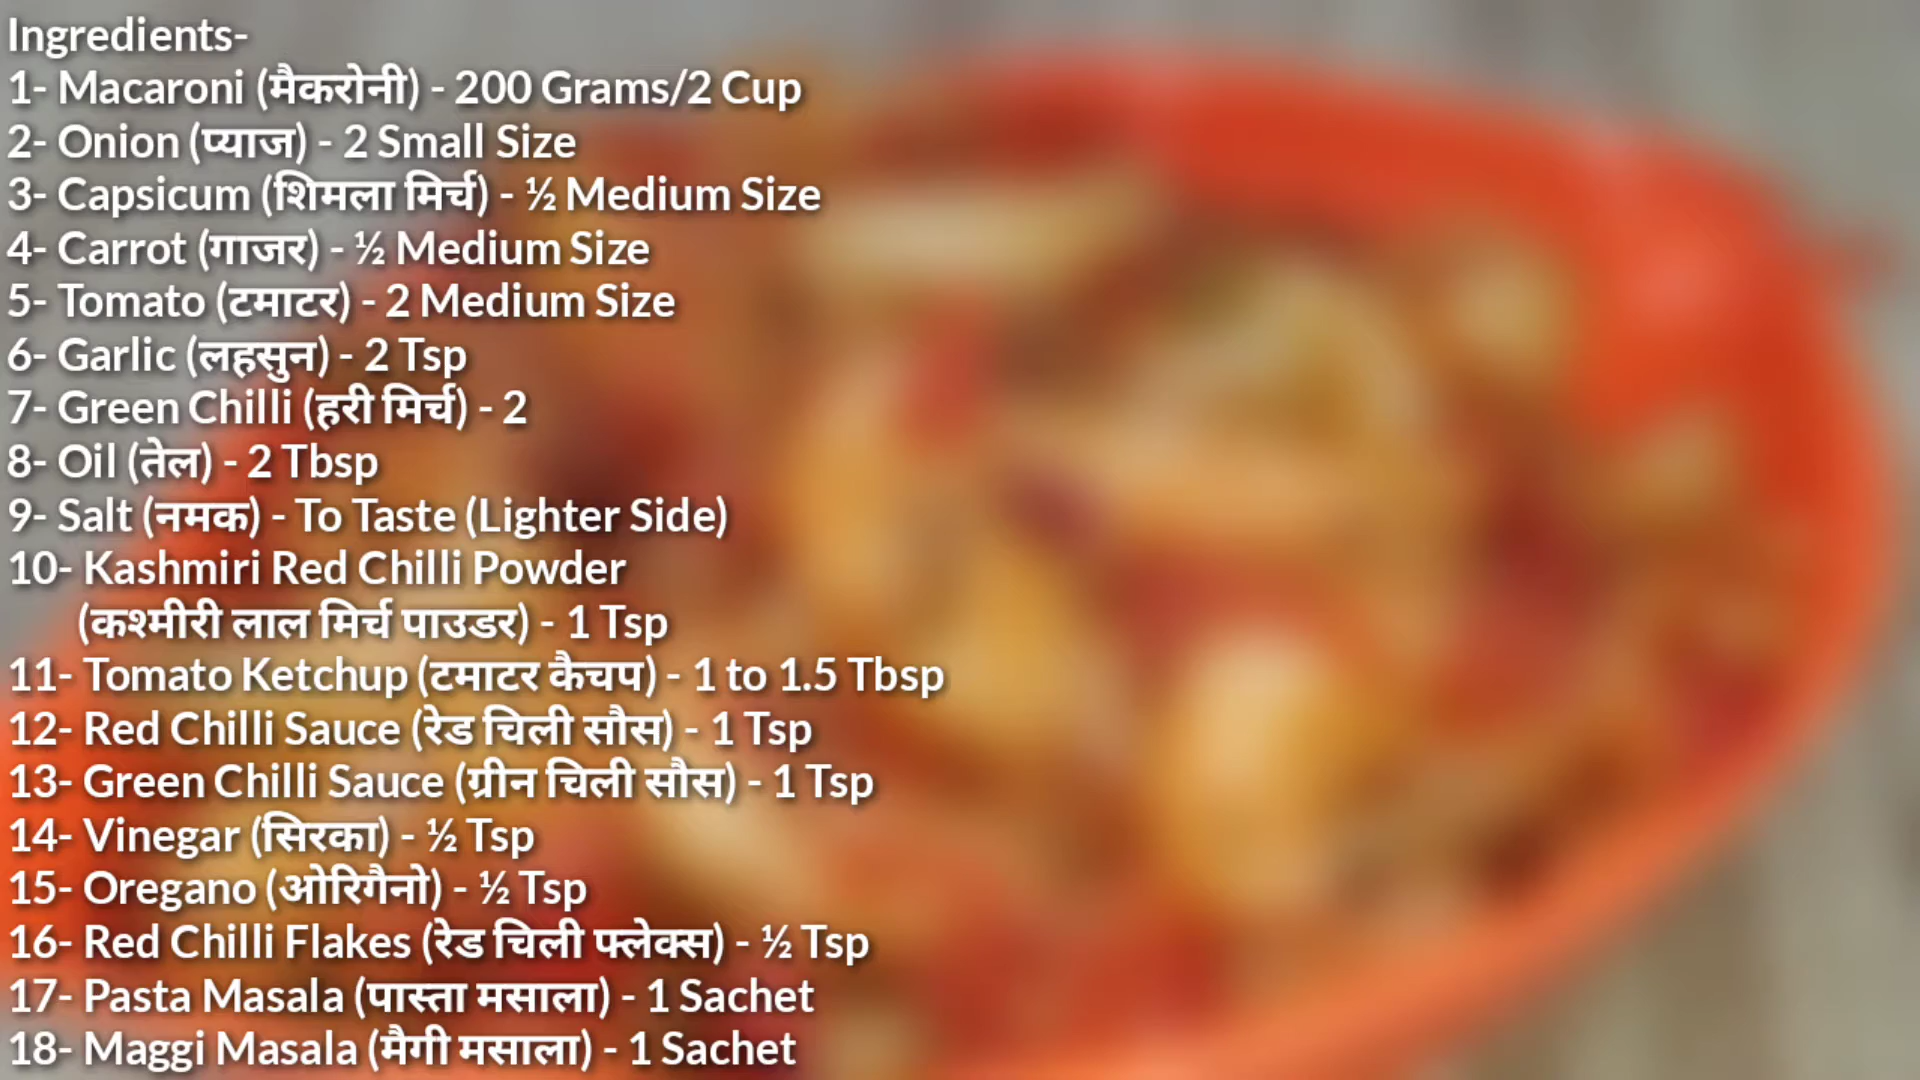 Ingredients-
1- Macaroni (मैकरोनी) - 200 Grams/2 Cup
2- Onion (प्याज) - 2 Small Size
3- Capsicum (शिमला मिर्च) - ½ Medium Size
4- Carrot (गाजर) - ½ Medium Size
5- Tomato (टमाटर) - 2 Medium Size
6- Garlic (लहसुन) - 2 Tsp
7- Green Chilli (हरी मिर्च) - 2
8- Oil (तेल) - 2 Tbsp
9- Salt (नमक) - To Taste (Lighter Side)
10- Kashmiri Red Chilli Powder
(कश्मीरी लाल मिर्च पाउडर) - 1 Tsp
11- Tomato Ketchup (टमाटर कैचप) - 1 to 1.5 Tbsp
12- Red Chilli Sauce (रेड चिली सौस) - 1 Tsp
13- Green Chilli Sauce (ग्रीन चिली सौस) - 1 Tsp
14- Vinegar (सिरका) - ½ Tsp
15- Oregano (ओरिगैनो) - ½ Tsp
16- Red Chilli Flakes (रेड चिली फ्लेक्स) - ½ Tsp
17- Pasta Masala (पास्ता मसाला) - 1 Sachet
18- Maggi Masala (मैगी मसाला) - 1 Sachet